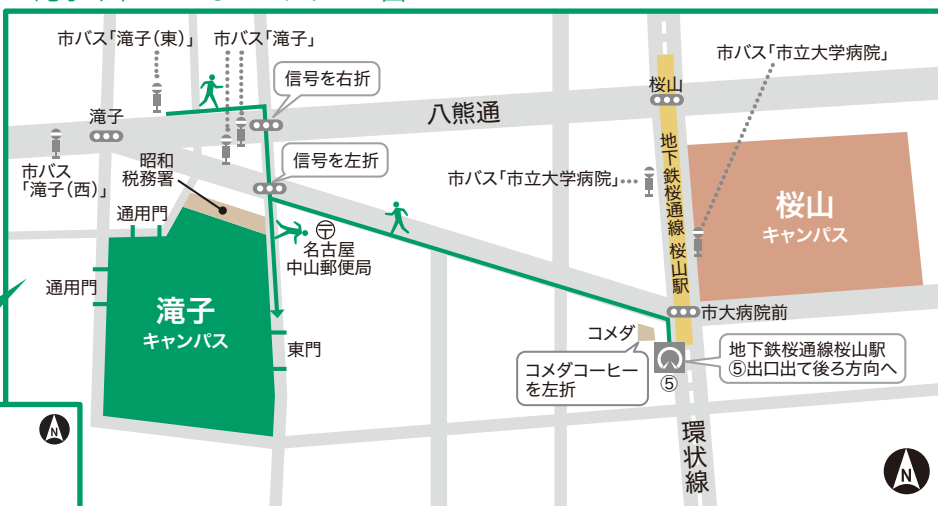 市バス「滝子(東)」
市バス「滝子」
信号を右折
滝子
八熊通
桜山
市バス「市立大学病院」
市バス
「滝子(西)」
昭和
税務署
信号を左折
市バス「市立大学病院」
地下鉄桜通線 桜山駅
桜山
キャンパス
通用門
〒
名古屋
中山郵便局
通用門
滝子
キャンパス
東門
コメダ
市大病院前
コメダコーヒー
を左折
地下鉄桜通線桜山駅
⑤出口出て後ろ方向へ
⑤
環状線
N
N